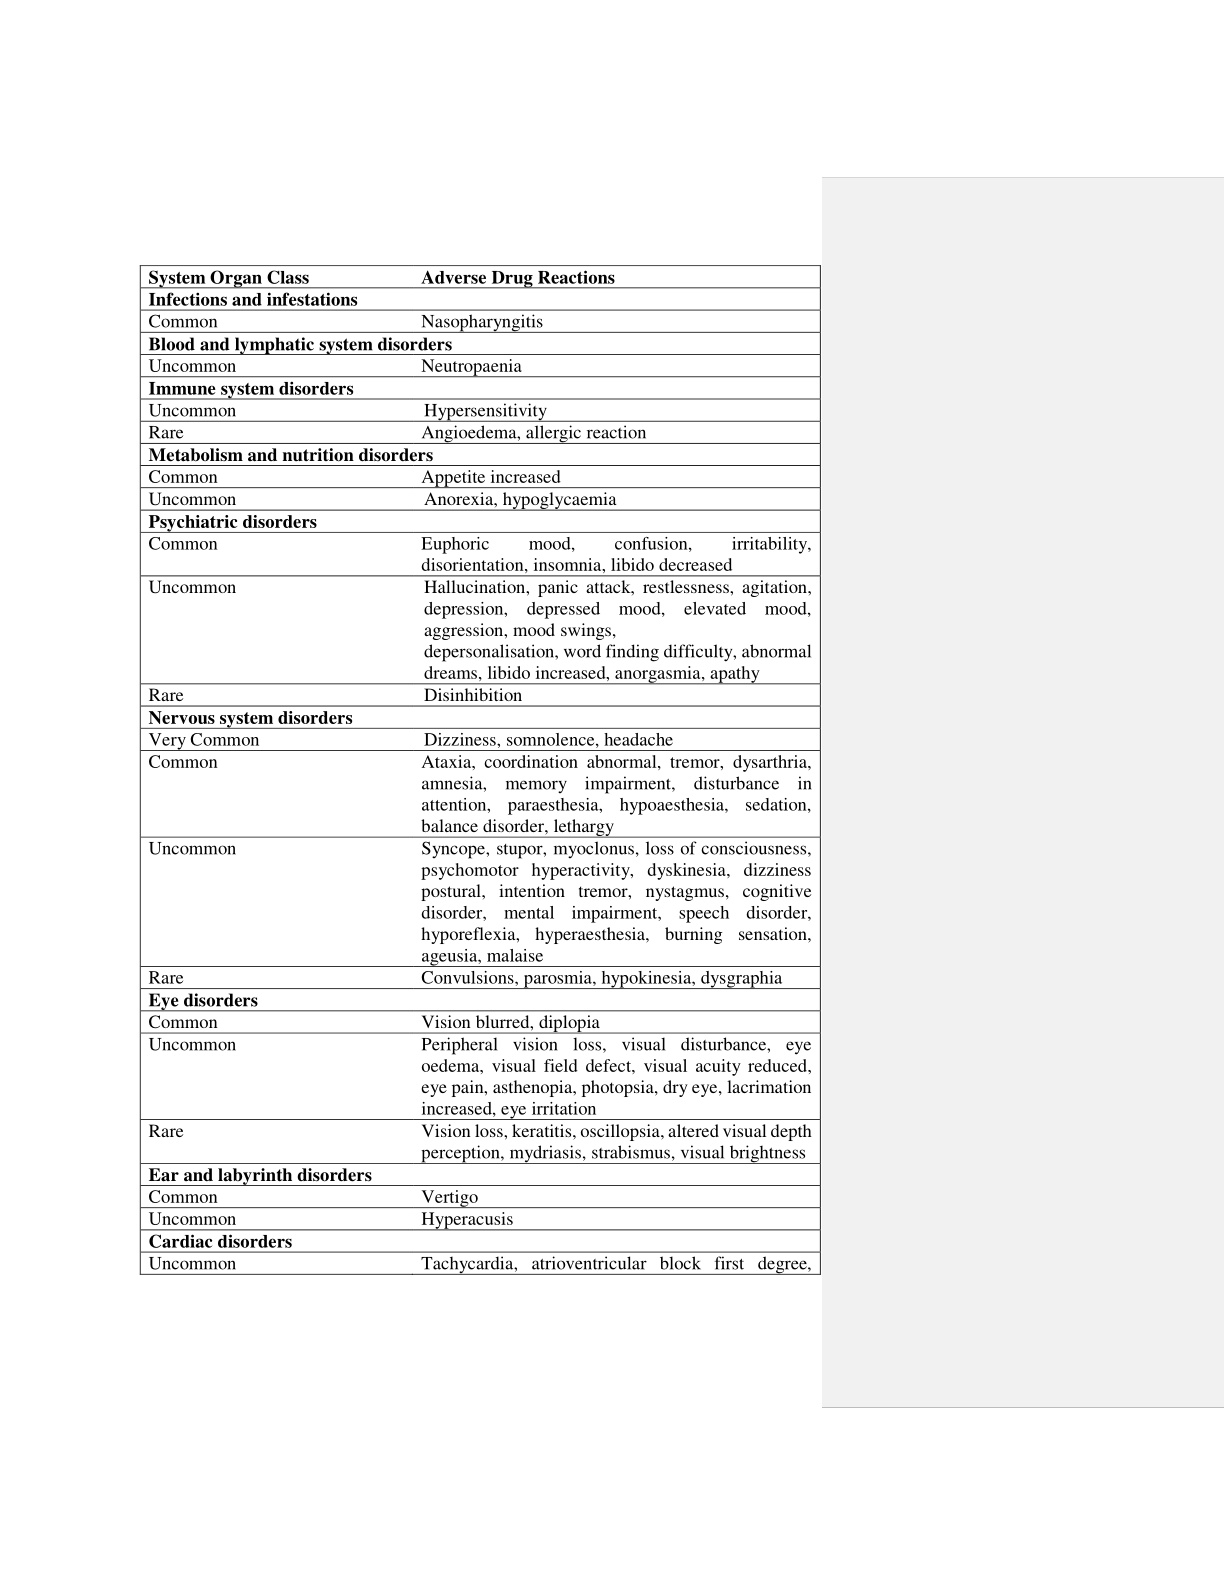 System Organ Class Adverse Drug Reactions
Infections and infestations
Common Nasopharyngitis
Blood and lymphatic system disorders
Uncommon Neutropaenia
Immune system disorders
Uncommon Hypersensitivity
Rare Angioedema, allergic reaction
Metabolism and nutrition disorders
Common Appetite increased
Uncommon Anorexia, hypoglycaemia
Psychiatric disorders
Common Euphoric mood, confusion, irritability,
disorientation, insomnia, libido decreased
Uncommon Hallucination, panic attack, restlessness, agitation,
depression, depressed mood, elevated mood,
aggression, mood swings,
depersonalisation, word finding difficulty, abnormal
dreams, libido increased, anorgasmia, apathy
Rare Disinhibition
Nervous system disorders
Very Common Dizziness, somnolence, headache
Common Ataxia, coordination abnormal, tremor, dysarthria,
amnesia, memory impairment, disturbance in
attention, paraesthesia, hypoaesthesia, sedation,
balance disorder, lethargy
Uncommon Syncope, stupor, myoclonus, loss of consciousness,
psychomotor hyperactivity, dyskinesia, dizziness
postural, intention tremor, nystagmus, cognitive
disorder, mental impairment, speech disorder,
hyporeflexia, hyperaesthesia, burning sensation,
ageusia, malaise
Rare Convulsions, parosmia, hypokinesia, dysgraphia
Eye disorders
Common Vision blurred, diplopia
Uncommon Peripheral vision loss, visual disturbance, eye
oedema, visual field defect, visual acuity reduced,
eye pain, asthenopia, photopsia, dry eye, lacrimation
increased, eye irritation
Rare Vision loss, keratitis, oscillopsia, altered visual depth
perception, mydriasis, strabismus, visual brightness
Ear and labyrinth disorders
Common Vertigo
Uncommon Hyperacusis
Cardiac disorders
Uncommon Tachycardia, atrioventricular block first degree,